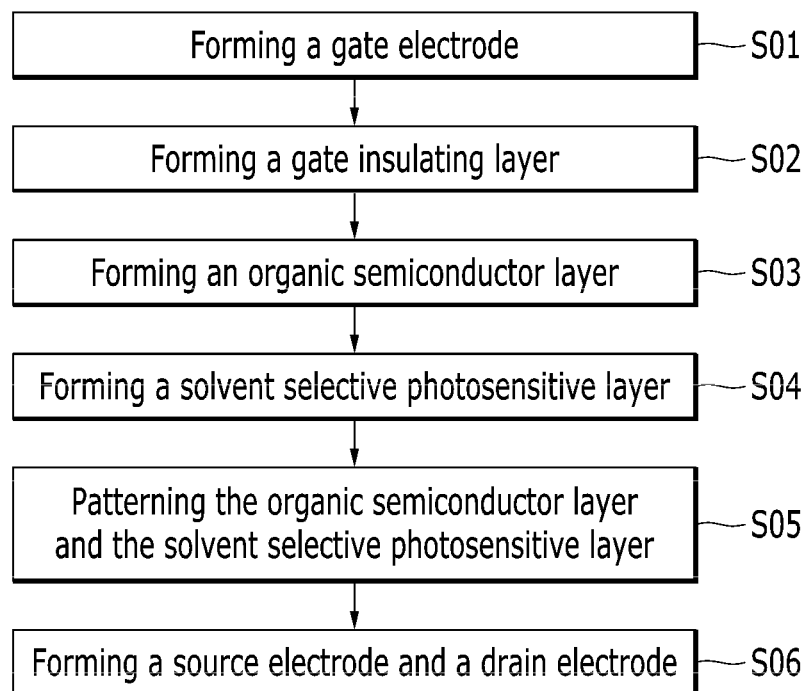 Forming a gate electrode S01
Forming a gate insulating layer S02
Forming an organic semiconductor layer S03
Forming a solvent selective photosensitive layer S04
Patterning the organic semiconductor layer
and the solvent selective photosensitive layer S05
Forming a source electrode and a drain electrode S06